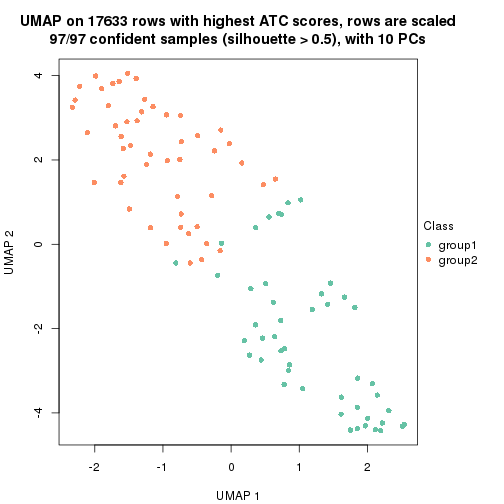 UMAP on 17633 rows with highest ATC scores, rows are scaled
97/97 confident samples (silhouette > 0.5), with 10 PCs
4
2
0
-2
-4
UMAP 2
-2
-1
0
1
2
UMAP 1
Class
group1
group2